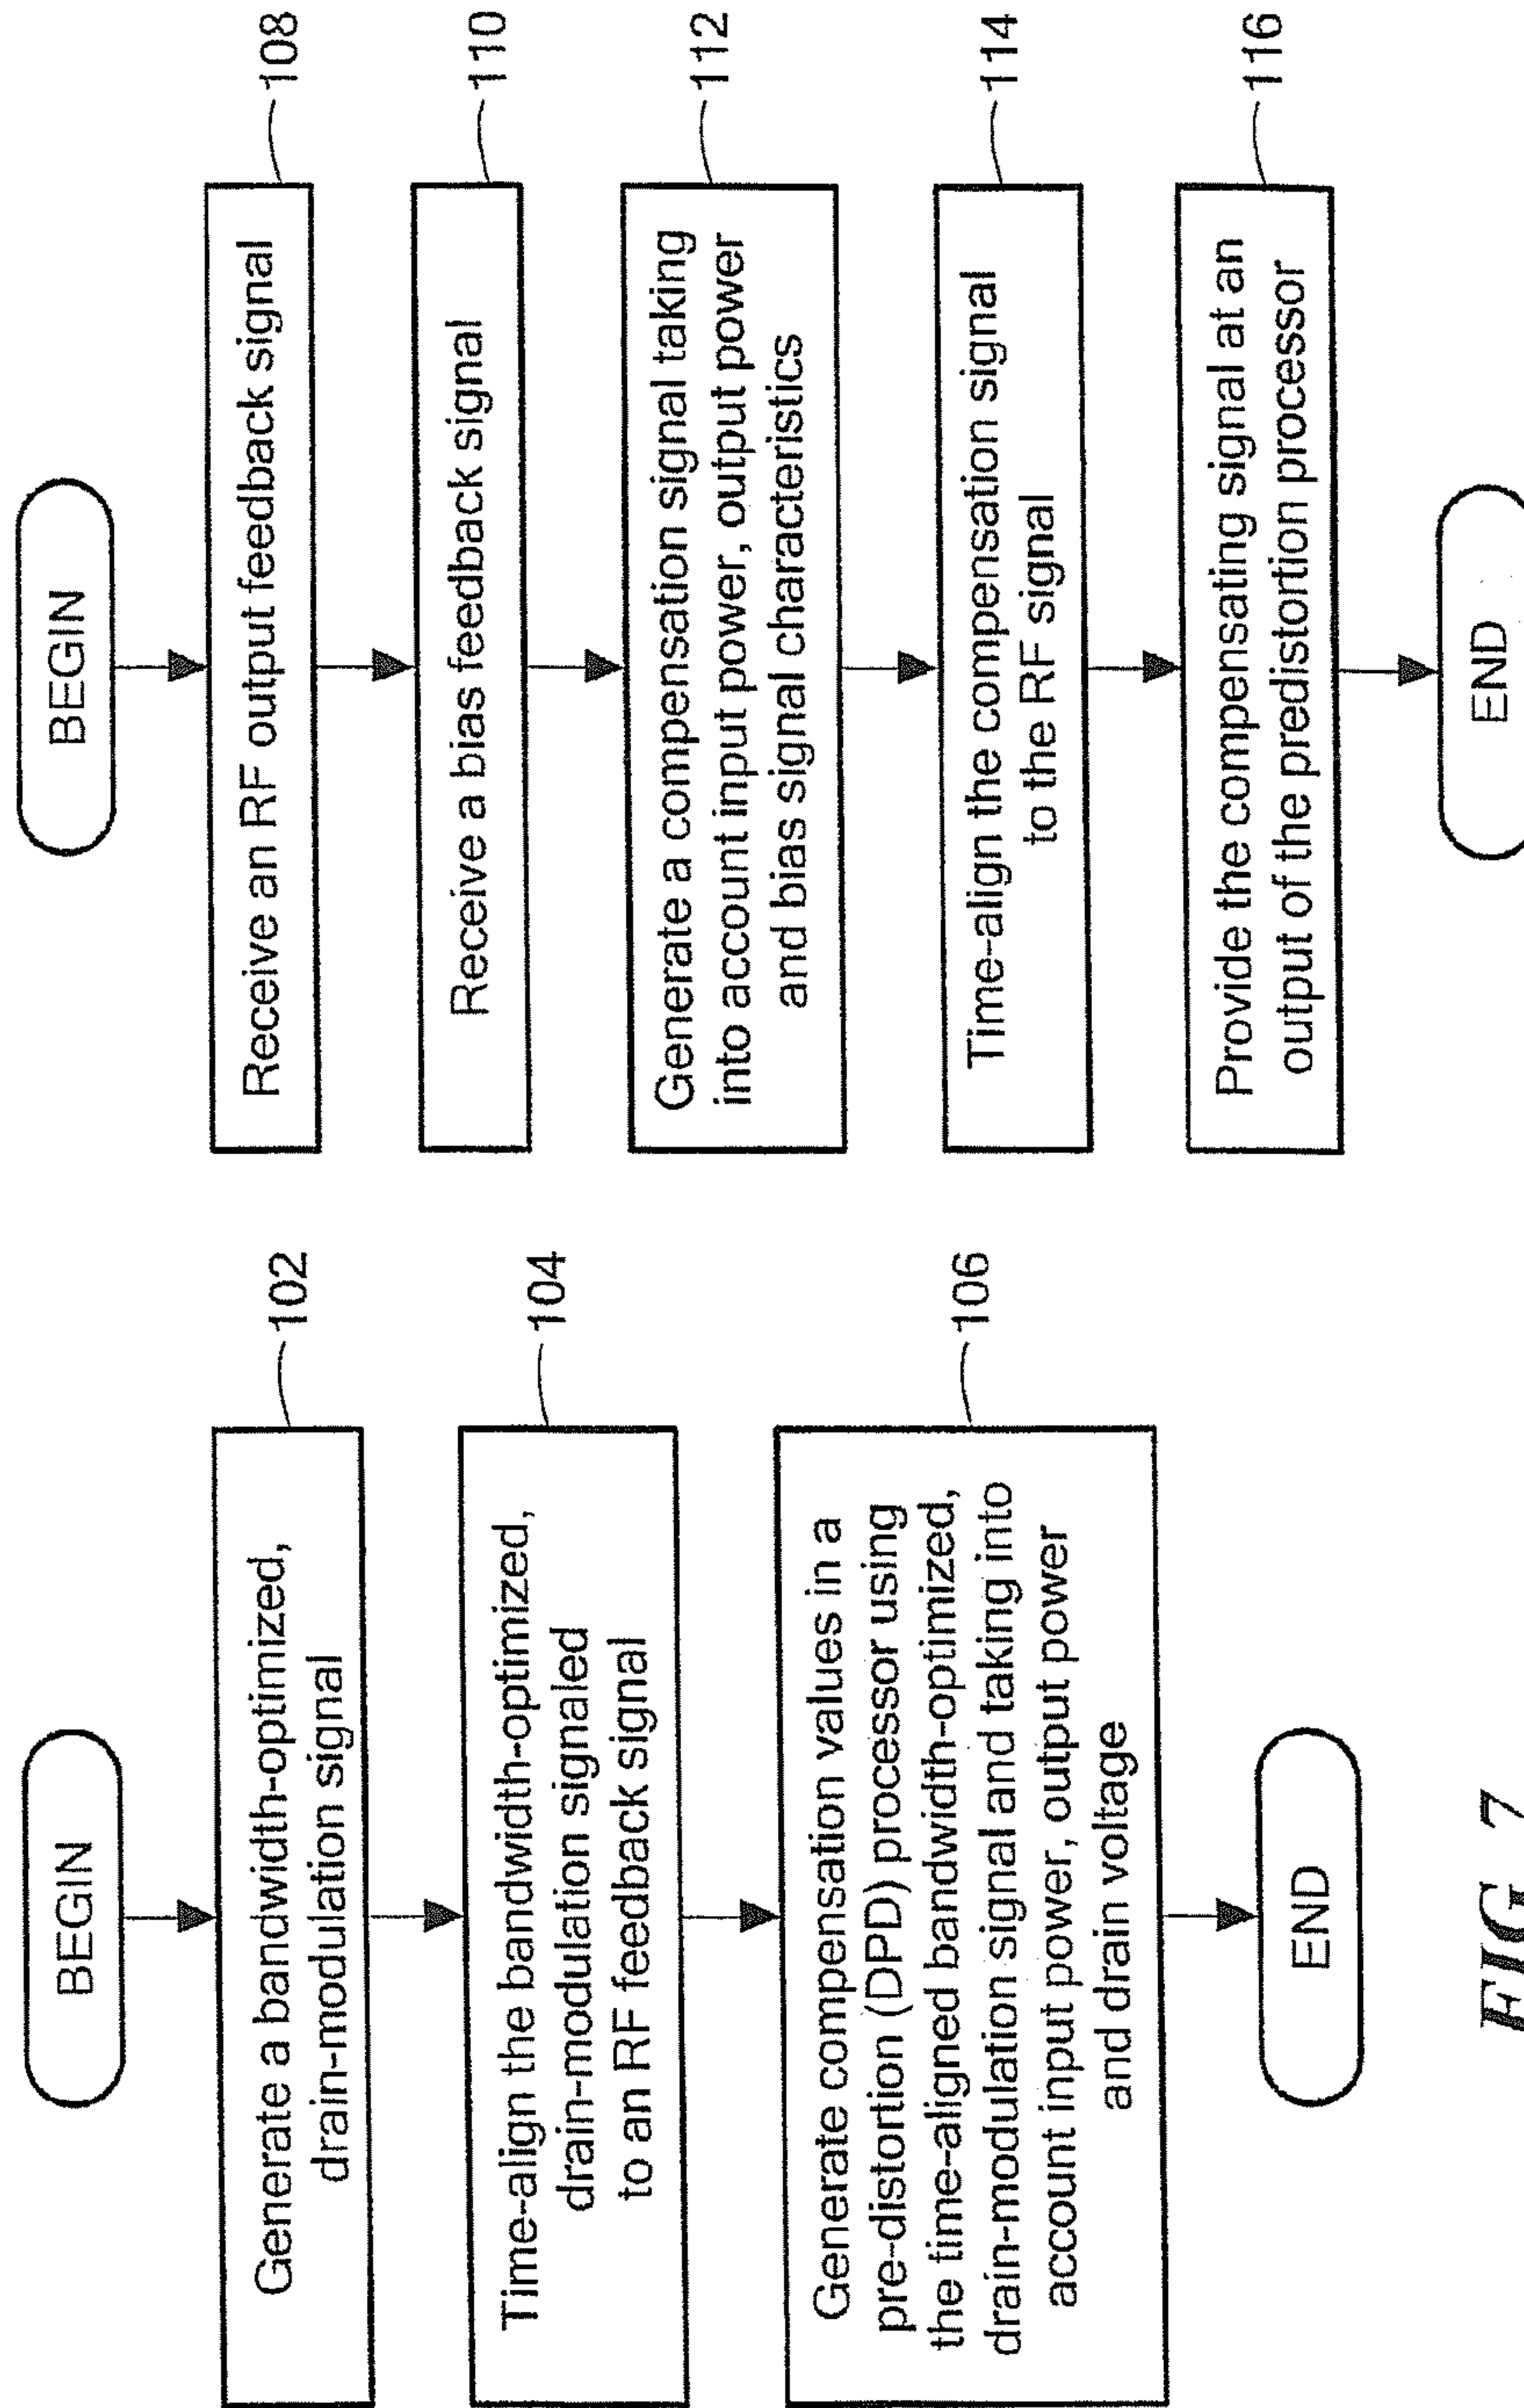 BEGIN
Generate a bandwidth-optimized,
drain-modulation signal
102
Time-align the bandwidth-optimized,
drain-modulation signaled
to an RF feedback signal
104
Generate compensation values in a
pre-distortion (DPD) processor using
the time-aligned bandwidth-optimized,
drain-modulation signal and taking into
account input power, output power
and drain voltage
106
END
FIG. 7
BEGIN
Receive an RF output feedback signal
108
Receive a bias feedback signal
110
Generate a compensation signal taking
into account input power, output power
and bias signal characteristics
112
Time-align the compensation signal
to the RF signal
114
Provide the compensating signal at an
output of the predistortion processor
116
END